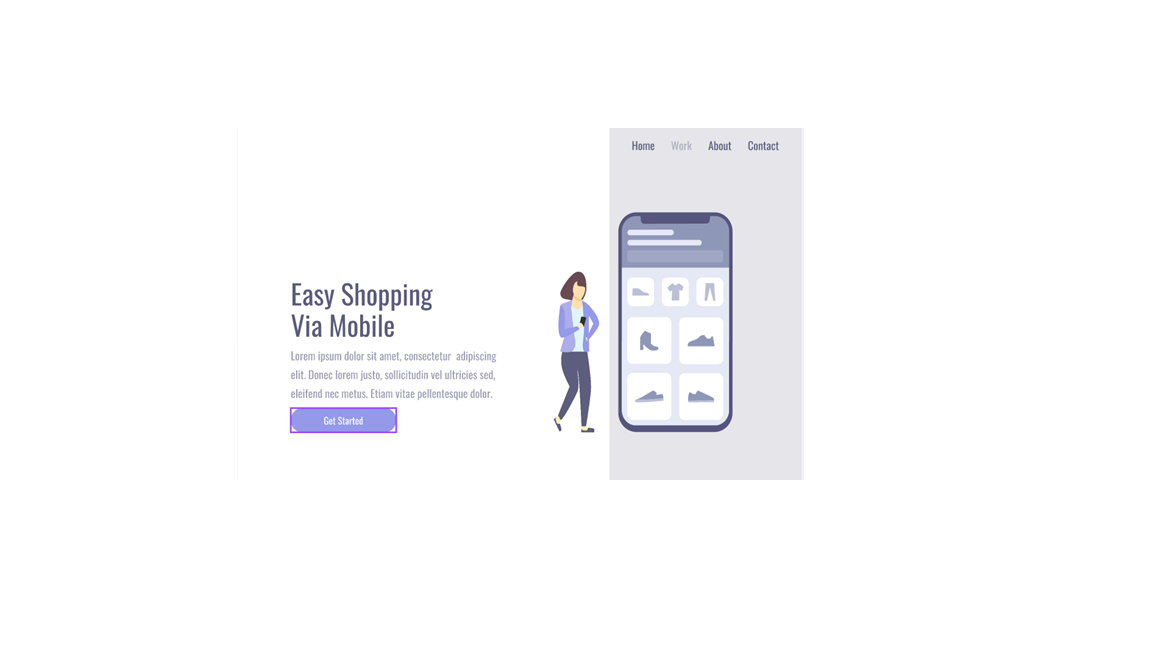 Home Work About Contact
Easy Shopping
Via Mobile
Lorem ipsum dolor sit amet, consectetur  adipiscing
elit. Donec lorem justo, sollicitudin vel ultricies sed,
eleifend nec metus. Etiam vitae pellentesque dolor.
Get Started